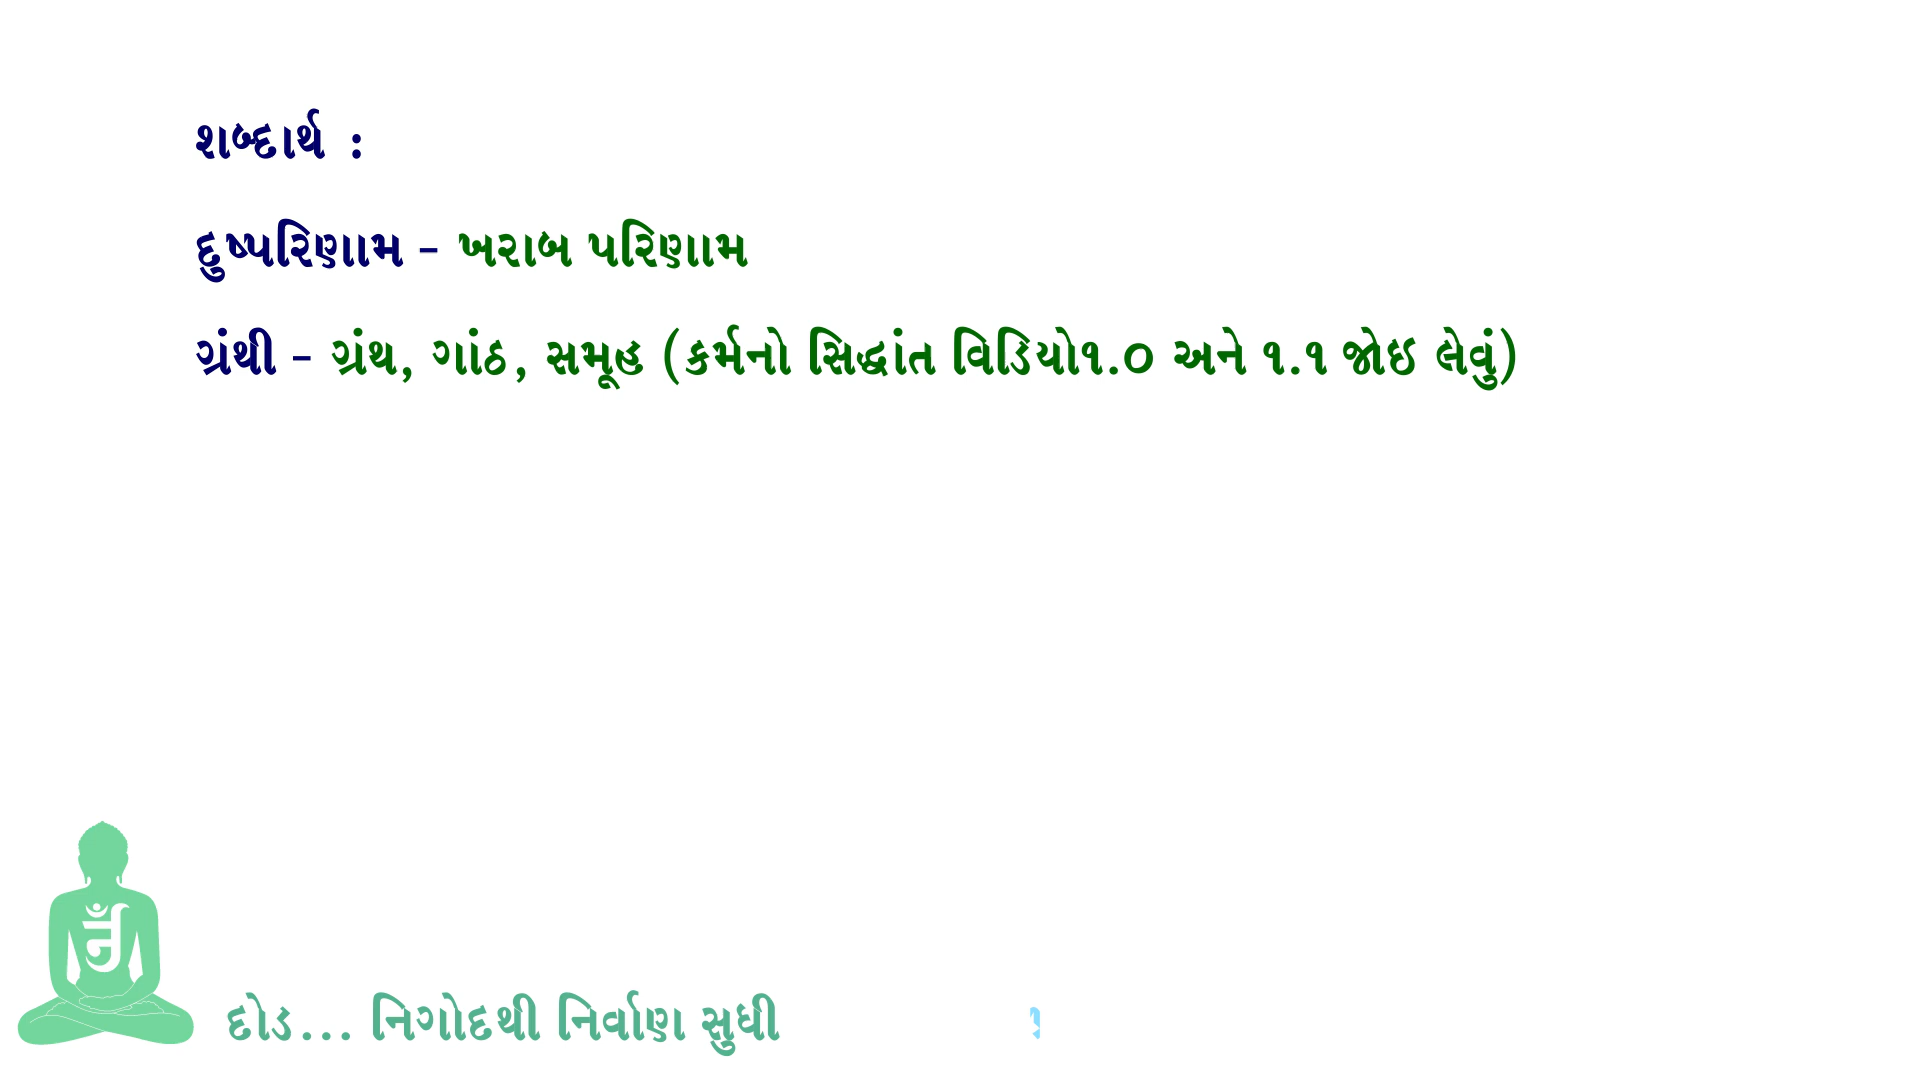 શબ્દાર્થ :
દુષ્પરિણામ - ખરાબ પરિણામ
ગ્રંથી - ગ્રંથ, ગાંઠ, સમૂહ (કર્મનો સિદ્ધાંત વિડિયો૧.૦ અને ૧.૧ જોઇ લેવું)
દોડ... નિગોદથી નિર્વાણ સુધી